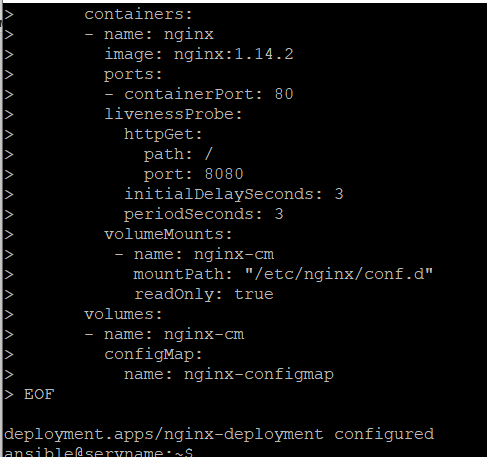 >       containers:
>       - name: nginx
>         image: nginx:1.14.2
>         ports:
>         - containerPort: 80
>         livenessProbe:
>           httpGet:
>             path: /
>             port: 8080
>           initialDelaySeconds: 3
>           periodSeconds: 3
>         volumeMounts:
>          - name: nginx-cm
>            mountPath: "/etc/nginx/conf.d"
>            readOnly: true
>       volumes:
>       - name: nginx-cm
>         configMap:
>           name: nginx-configmap
> EOF
deployment.apps/nginx-deployment configured
ansible@servname:~$